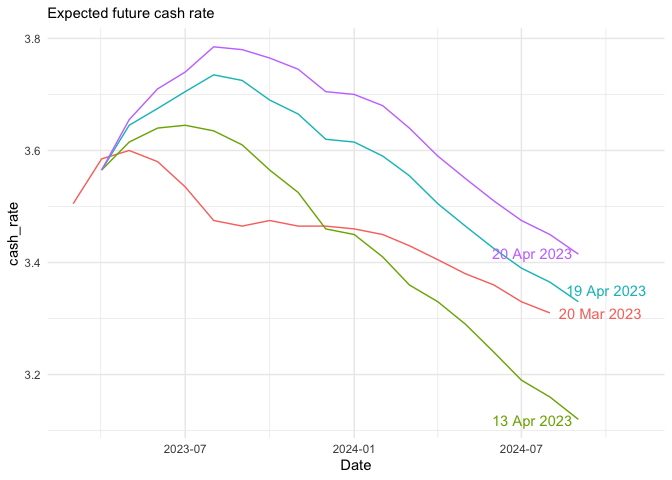 Expected future cash rate
3.8
3.6
3.4
3.2
cash_rate
20 Apr 2023
19 Apr 2023
20 Mar 2023
13 Apr 2023
2023-07
2024-01
2024-07
Date